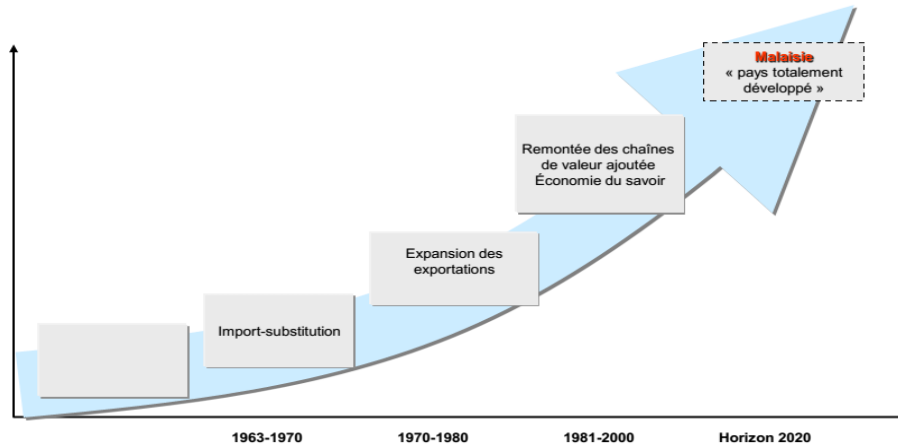 Malaisie
« pays totalement
développé »
Remontée des chaînes
de valeur ajoutée
Économie du savoir
Expansion des
exportations
Import-substitution
1963-1970
1970-1980
1981-2000
Horizon 2020